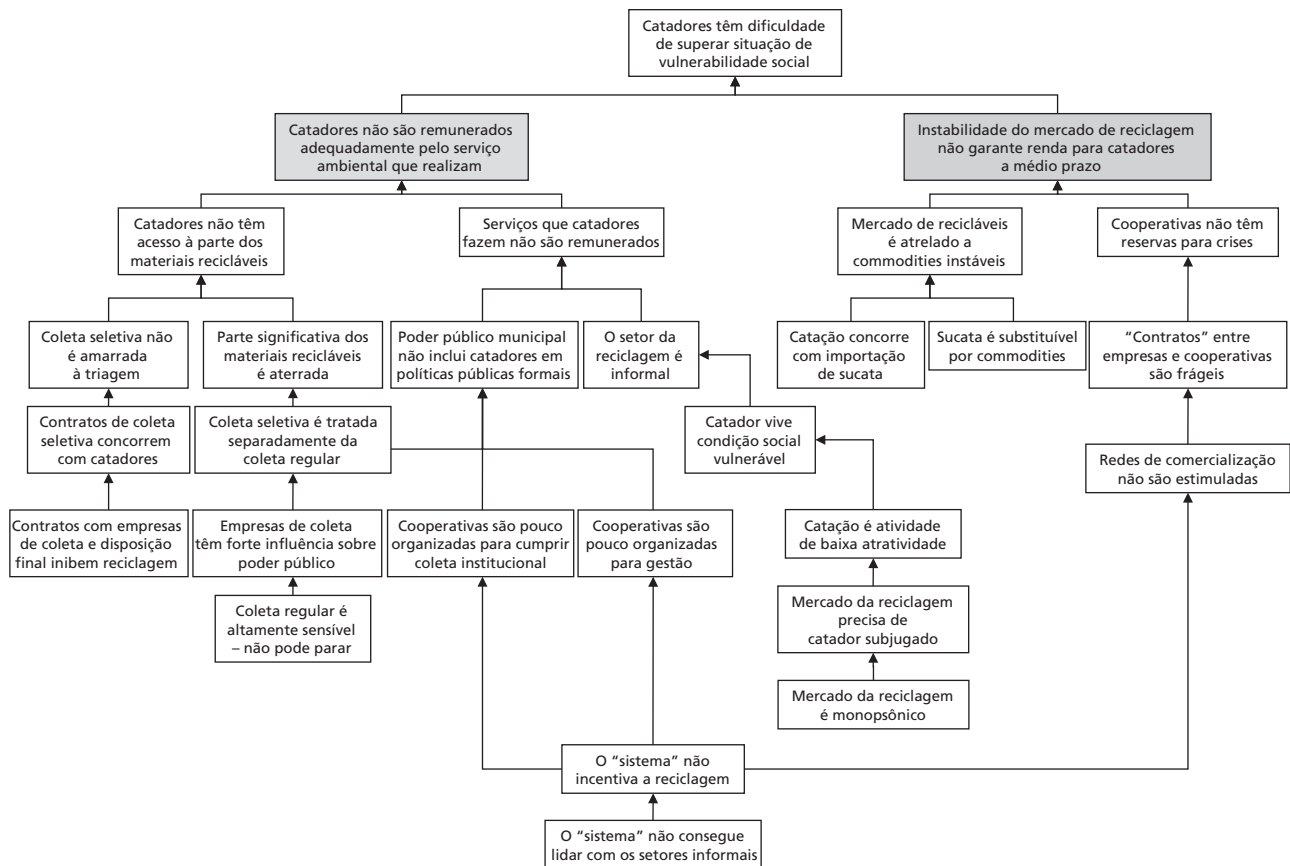 Catadores têm dificuldade
de superar situação de
vulnerabilidade social
Catadores não são remunerados
adequadamente pelo serviço
ambiental que realizam
Instabilidade do mercado de reciclagem
não garante renda para catadores
a médio prazo
Catadores não têm
acesso à parte dos
materiais recicláveis
Serviços que catadores
fazem não são remunerados
Mercado de recicláveis
é atrelado a
commodities instáveis
Cooperativas não têm
reservas para crises
Coleta seletiva não
é amarrada
à triagem
Parte significativa dos
materiais recicláveis
é aterrada
Poder público municipal
não inclui catadores em
políticas públicas formais
O setor da
reciclagem é
informal
Catação concorre
com importação
de sucata
Sucata é substituível
por commodities
“Contratos” entre
empresas e cooperativas
são frágeis
Contratos de coleta
seletiva concorrem
com catadores
Coleta seletiva é tratada
separadamente da
coleta regular
Catador vive
condição social
vulnerável
Redes de comercialização
não são estimuladas
Contratos com empresas
de coleta e disposição
final inibem reciclagem
Empresas de coleta
têm forte influência sobre
poder público
Cooperativas são pouco
organizadas para cumprir
coleta institucional
Cooperativas são
pouco organizadas
para gestão
Catação é atividade
de baixa atratividade
Coleta regular é
altamente sensível
– não pode parar
Mercado da reciclagem
precisa de
catador subjugado
Mercado da reciclagem
é monopsônico
O “sistema” não
incentiva a reciclagem
O “sistema” não consegue
lidar com os setores informais